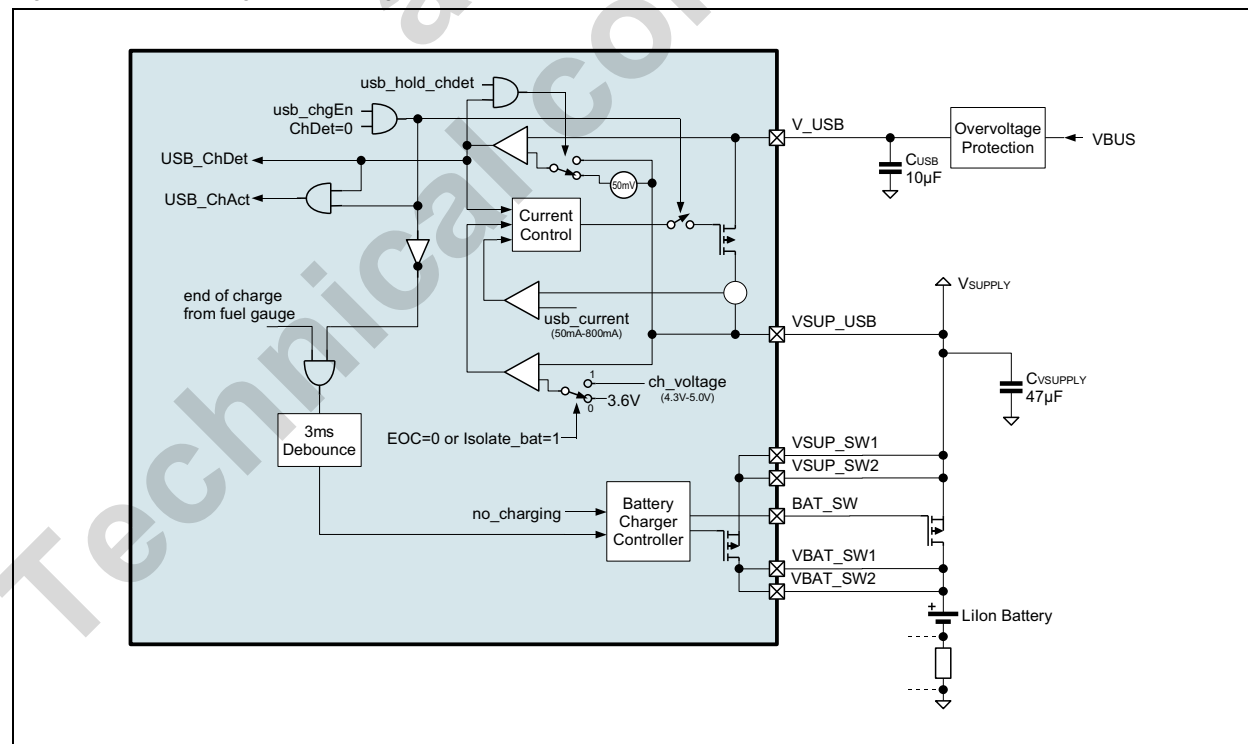 usb_hold_chdet
usb_chgEn
ChDet=0
V_USB
Overvoltage
Protection
VBUS
CUSB
10µF
USB_ChDet
50mV
USB_ChAct
Current
Control
end of charge
from fuel gauge
VSUPPLY
usb_current
(50mA-800mA)
VSUP_USB
1
ch_voltage
(4.3V-5.0V)
3.6V
0
CVSUPPLY
47µF
3ms
Debounce
EOC=0 or Isolate_bat=1
VSUP_SW1
VSUP_SW2
no_charging
Battery
Charger
Controller
BAT_SW
VBAT_SW1
VBAT_SW2
+
LiIon Battery
Technical con